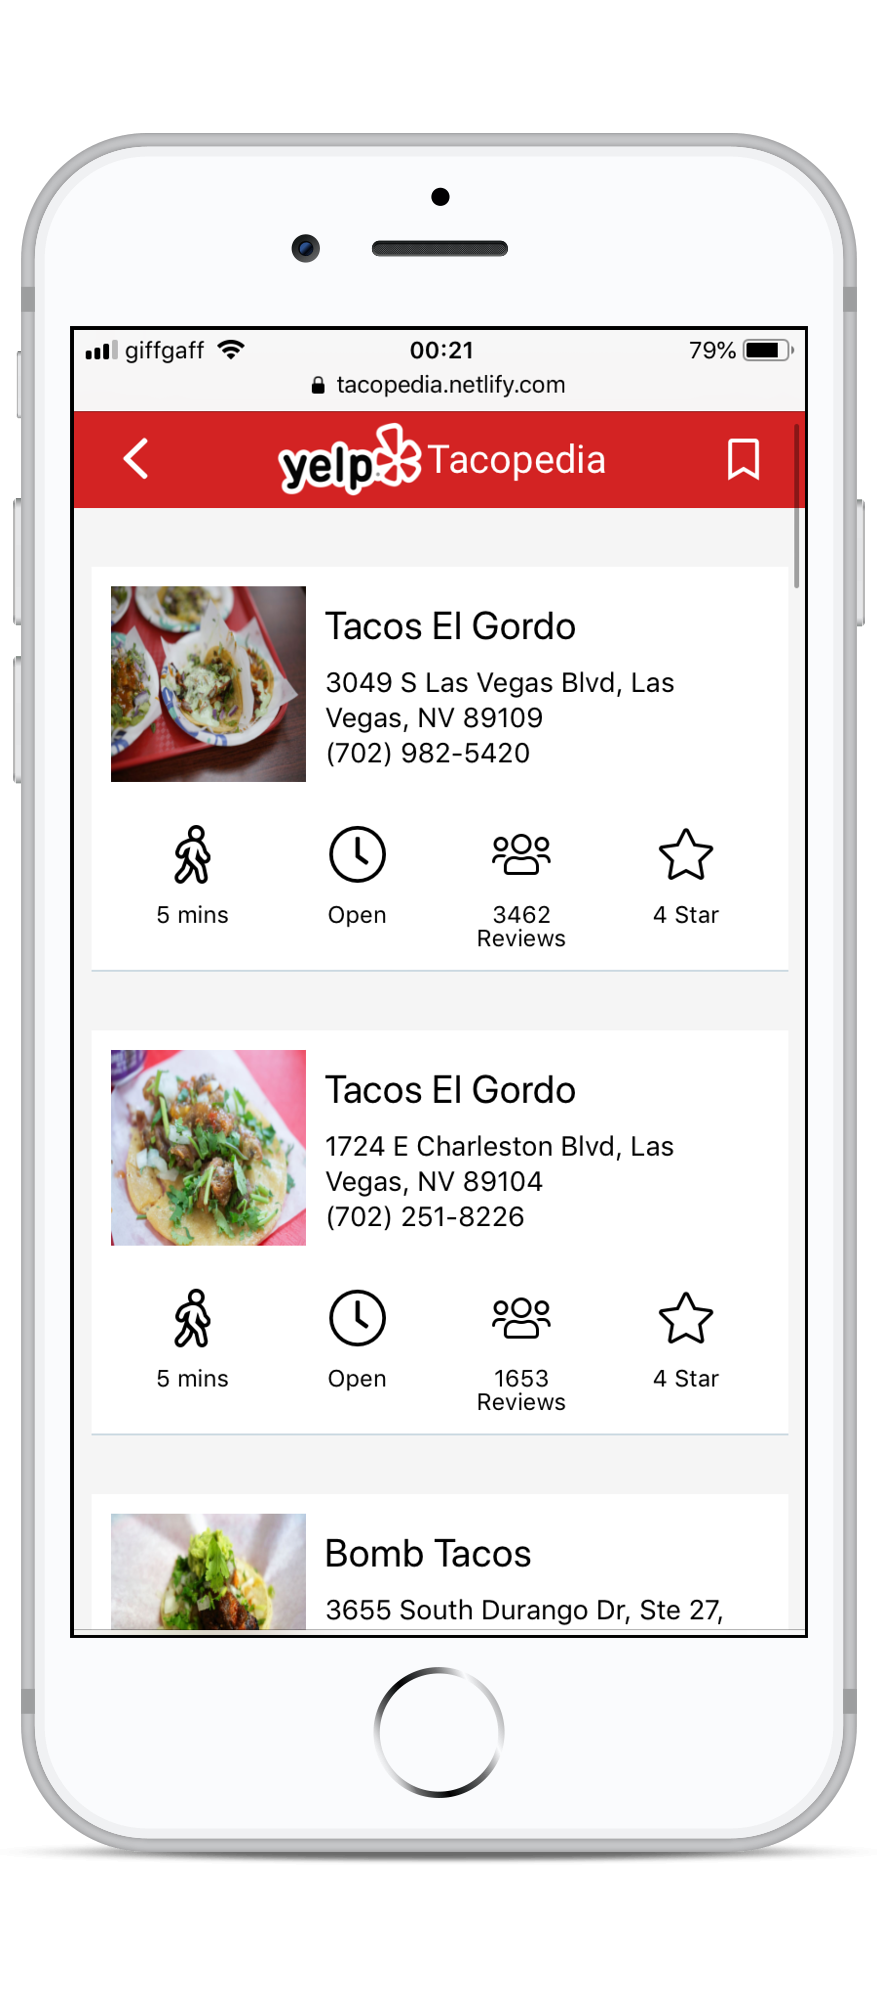 giffgaff 00:21 79%
tacopedia.netlify.com
yelp Tacopedia
Tacos El Gordo
3049 S Las Vegas Blvd, Las
Vegas, NV 89109
(702) 982-5420
5 mins Open 3462 4 Star
Reviews
Tacos El Gordo
1724 E Charleston Blvd, Las
Vegas, NV 89104
(702) 251-8226
5 mins Open 1653 4 Star
Reviews
Bomb Tacos
3655 South Durango Dr, Ste 27,